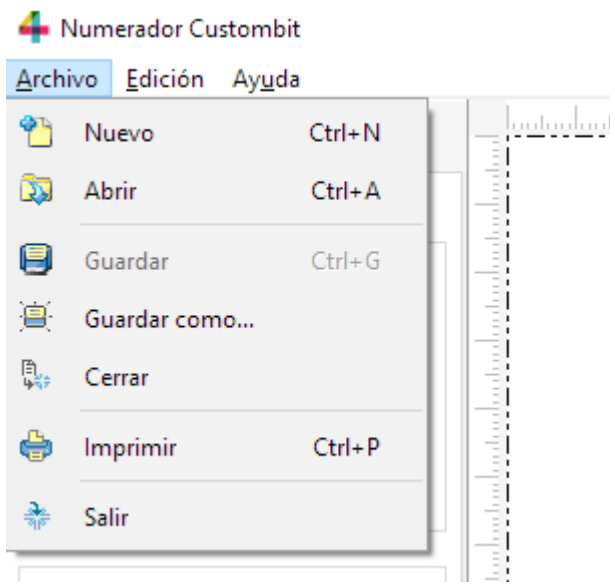 Numerador Custombit
Archivo Edición Ayuda
Nuevo Ctrl+N
Abrir Ctrl+A
Guardar Ctrl+G
Guardar como...
Cerrar
Imprimir Ctrl+P
Salir